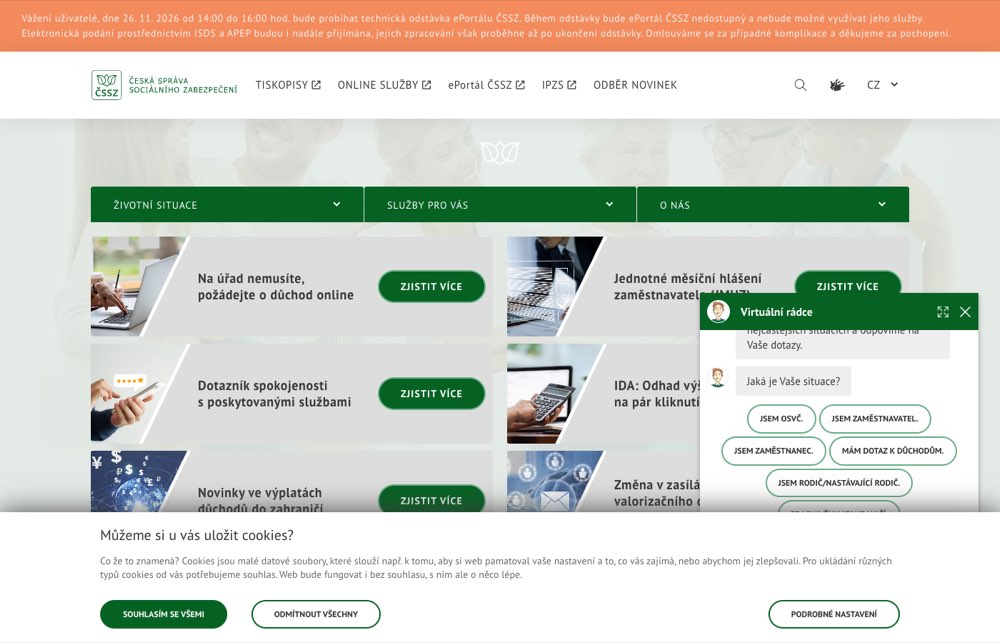 Vážení uživatelé, dne 26. 11. 2026 od 14:00 do 16:00 hod. bude probíhat technická odstávka ePortálu ČSSZ. Během odstávky bude ePortál ČSSZ nedostupný a nebude možné využívat jeho služby.
Elektronická podání prostřednictvím ISDS a APEP budou i nadále přijímána, jejich zpracování však proběhne až po ukončení odstávky. Omlouváme se za případné komplikace a děkujeme za pochopení.
ČSSZ
ČESKÁ SPRÁVA
SOCIÁLNÍHO ZABEZPEČENÍ
TISKOPISY
ONLINE SLUŽBY
ePortál ČSSZ
IPZS
ODBĚR NOVINEK
CZ
ŽIVOTNÍ SITUACE
SLUŽBY PRO VÁS
O NÁS
Na úřad nemusíte,
požádejte o důchod online
ZJISTIT VÍCE
Jednotné měsíční hlášení
zaměstnavatele
ZJISTIT VÍCE
Dotazník spokojenosti
s poskytovanými službami
ZJISTIT VÍCE
IDA: Odhad
na pár kliknutí
Novinky ve výplatách
důchodů do zahraničí
ZJISTIT VÍCE
Změna v zasílá
valorizačního
Virtuální rádce
nejčastějších situacích a odpovíme na
Vaše dotazy.
Jaká je Vaše situace?
JSEM OSVČ.
JSEM ZAMĚSTNAVATEL.
JSEM ZAMĚSTNANEC.
MÁM DOTAZ K DŮCHODŮM.
JSEM RODIČ/NASTÁVAJÍCÍ RODIČ.
Můžeme si u vás uložit cookies?
Co že to znamená? Cookies jsou malé datové soubory, které slouží např. k tomu, aby si web pamatoval vaše nastavení a to, co vás zajímá, nebo abychom jej zlepšovali. Pro ukládání různých
typů cookies od vás potřebujeme souhlas. Web bude fungovat i bez souhlasu, s ním ale o něco lépe.
SOUHLASÍM SE VŠEMI
ODMÍTNOUT VŠECHNY
PODROBNÉ NASTAVENÍ